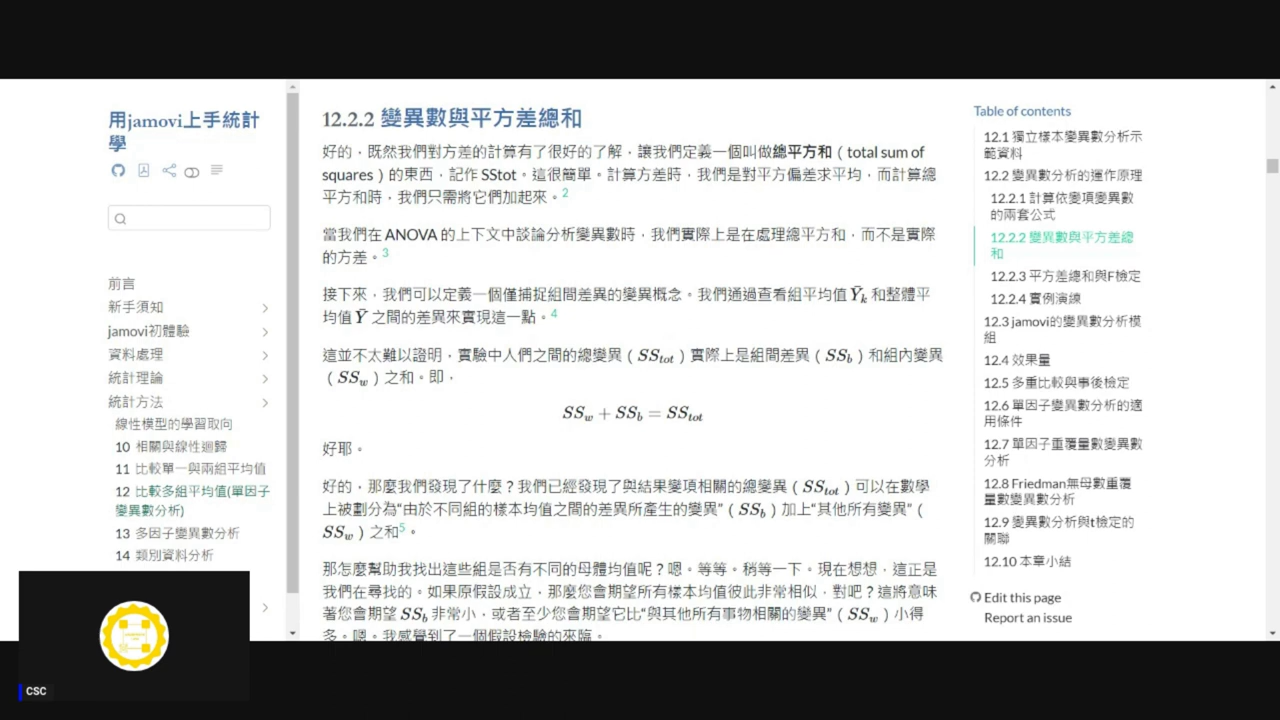 用jamovi上手統計
學
前言
新手須知
jamovi初體驗
資料處理
統計理論
統計方法
線性模型的學習取向
10 相關與線性迴歸
11 比較單一與兩組平均值
12 比較多組平均值(單因子
變異數分析)
13 多因子變異數分析
14 類別資料分析
CSC
12.2.2 變異數與平方差總和
好的，既然我們對方差的計算有了很好的了解，讓我們定義一個叫做總平方和（total sum of
squares）的東西，記作 SStot。這很簡單。計算方差時，我們是對平方偏差求平均，而計算總
平方和時，我們只需將它們加起來。2
當我們在 ANOVA 的上下文中談論分析變異數時，我們實際上是在處理總平方和，而不是實際
的方差。3
接下來，我們可以定義一個僅捕捉組間差異的變異概念。我們通過查看組平均值 Ȳk 和整體平
均值 Ȳ 之間的差異來實現這一點。4
這並不太難以證明，實驗中人們之間的總變異（SStot）實際上是組間差異（SSb）和組內變異
（SSw）之和。即，
SSw + SSb = SStot
好耶。
好的，那麼我們發現了什麼？我們已經發現了與結果變項相關的總變異（SStot）可以在數學
上被劃分為“由於不同組的樣本均值之間的差異所產生的變異”（SSb）加上“其他所有變異”（
SSw）之和5。
那怎麼幫助我找出這些組是否有不同的母體均值呢？嗯。等等。稍等一下。現在想想，這正是
我們在尋找的。如果原假設成立，那麼您會期望所有樣本均值彼此非常相似，對吧？這將意味
著您會期望 SSb 非常小，或者至少您會期望它比“與其他所有事物相關的變異”（SSw）小得
多。嗯。我感覺到了一個假設檢驗的來臨。
Table of contents
12.1 獨立樣本變異數分析示
範資料
12.2 變異數分析的運作原理
12.2.1 計算依變項變異數
的兩套公式
12.2.2 變異數與平方差總
和
12.2.3 平方差總和與F檢定
12.2.4 實例演練
12.3 jamovi的變異數分析模
組
12.4 效果量
12.5 多重比較與事後檢定
12.6 單因子變異數分析的適
用條件
12.7 單因子重覆量數變異數
分析
12.8 Friedman無母數重覆
量數變異數分析
12.9 變異數分析與t檢定的
關聯
12.10 本章小結
Edit this page
Report an issue